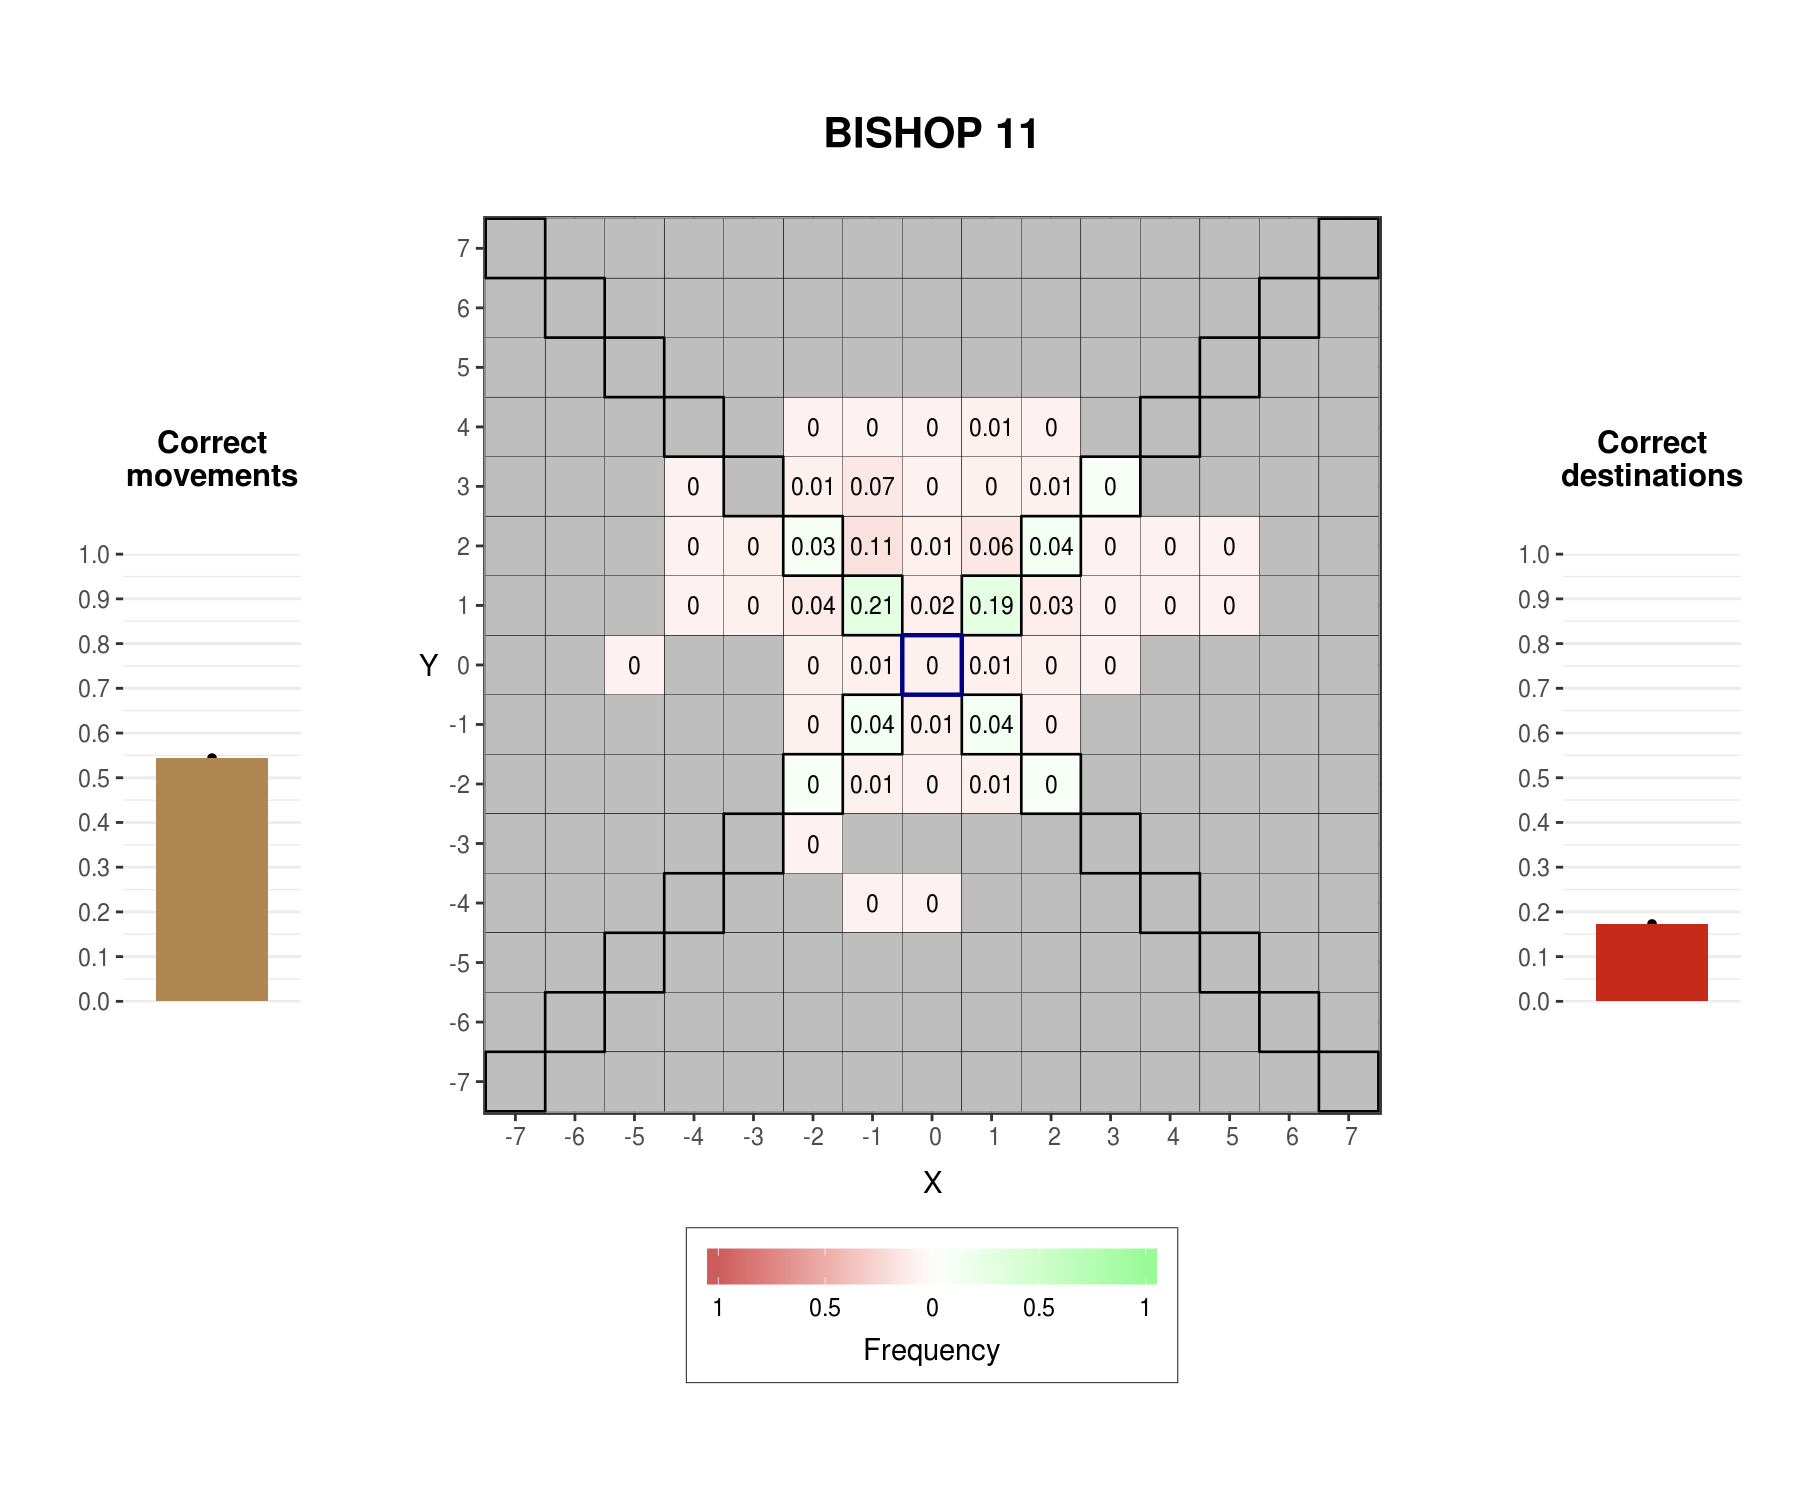 BISHOP 11
Correct
movements
1.0
0.9
0.8
0.7
0.6
0.5
0.4
0.3
0.2
0.1
0.0
Y
7
6
5
4 0 0 0 0.01 0
3 0 0.01 0.07 0 0 0.01 0
2 0 0 0.03 0.11 0.01 0.06 0.04 0 0 0
1 0 0 0.04 0.21 0.02 0.19 0.03 0 0 0
0 0 0 0.01 0 0.01 0 0
-1 0 0.04 0.01 0.04 0
-2 0 0.01 0 0.01 0
-3 0
-4 0 0
-5
-6
-7
-7 -6 -5 -4 -3 -2 -1 0 1 2 3 4 5 6 7
X
1 0.5 0 0.5 1
Frequency
Correct
destinations
1.0
0.9
0.8
0.7
0.6
0.5
0.4
0.3
0.2
0.1
0.0